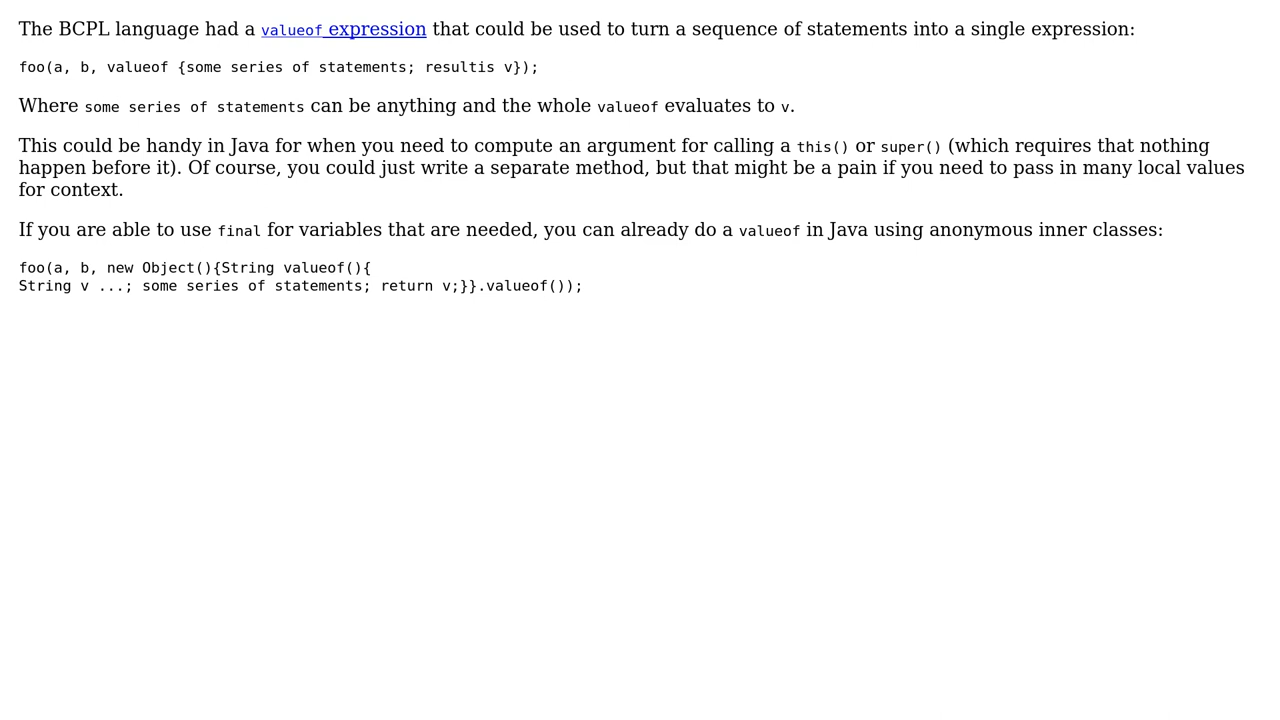 The BCPL language had a valueof expression that could be used to turn a sequence of statements into a single expression:
foo(a, b, valueof {some series of statements; resultis v});
Where some series of statements can be anything and the whole valueof evaluates to v.
This could be handy in Java for when you need to compute an argument for calling a this() or super() (which requires that nothing
happen before it). Of course, you could just write a separate method, but that might be a pain if you need to pass in many local values
for context.
If you are able to use final for variables that are needed, you can already do a valueof in Java using anonymous inner classes:
foo(a, b, new Object(){String valueof(){
String v ...; some series of statements; return v;}}.valueof());